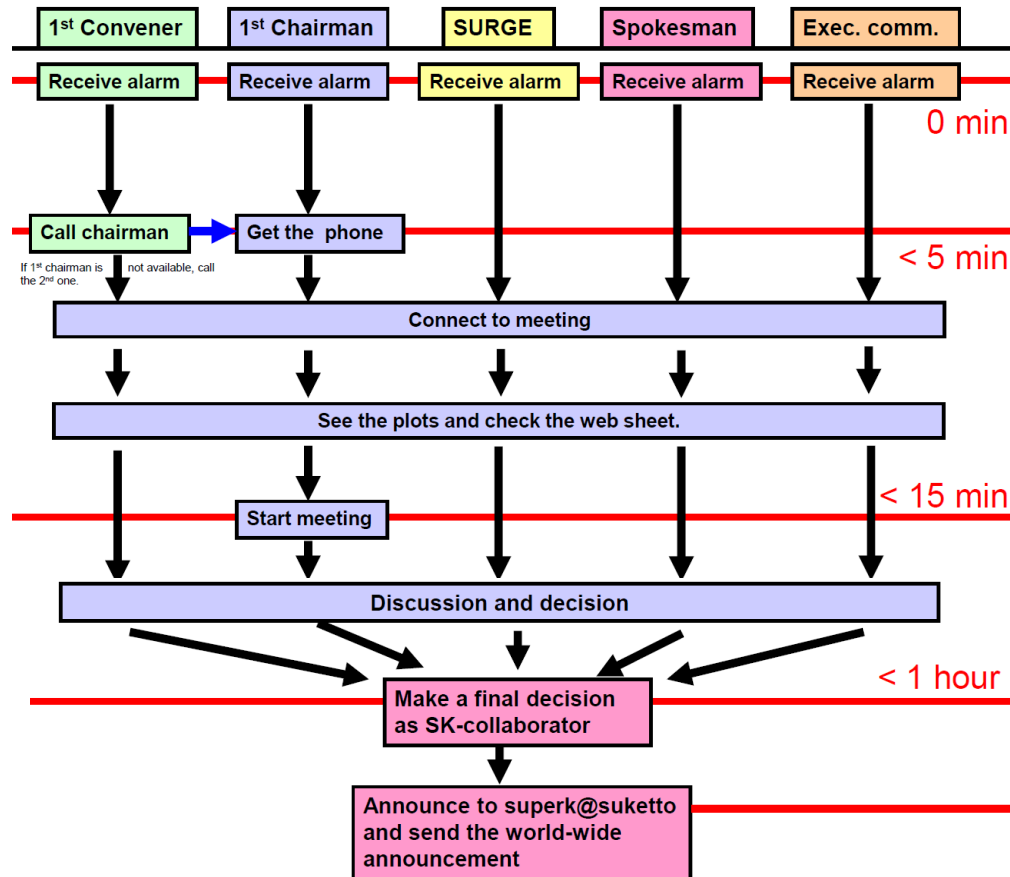 1st Convener
1st Chairman
SURGE
Spokesman
Exec. comm.
Receive alarm
Receive alarm
Receive alarm
Receive alarm
Receive alarm
0 min
Call chairman
Get the phone
< 5 min
If 1st chairman is not available, call
the 2nd one.
Connect to meeting
See the plots and check the web sheet.
< 15 min
Start meeting
Discussion and decision
< 1 hour
Make a final decision
as SK-collaborator
Announce to superk@suketto
and send the world-wide
announcement